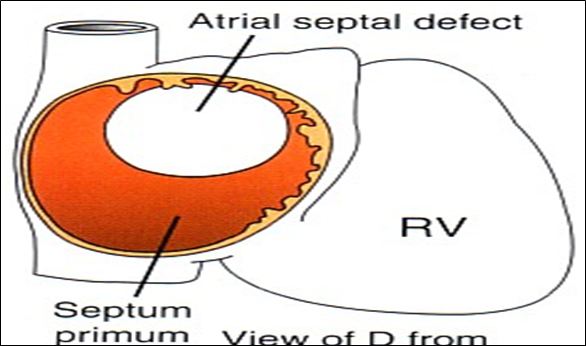 Atrial septal defect
RV
Septum
primum View of D from